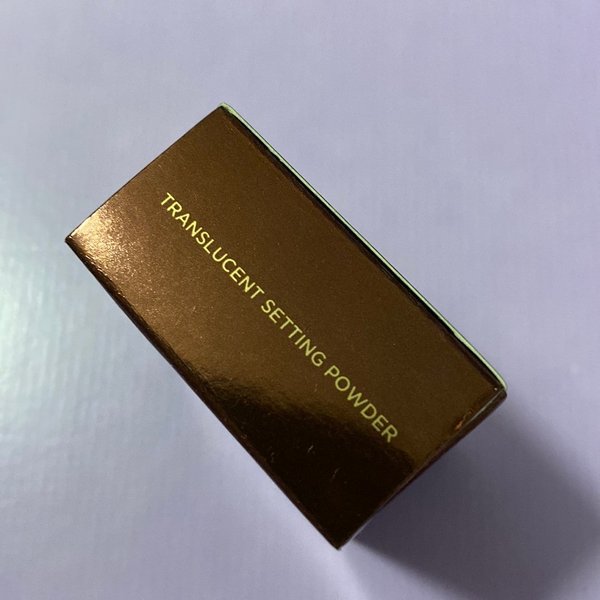 TRANSLUCENT SETTING POWDER